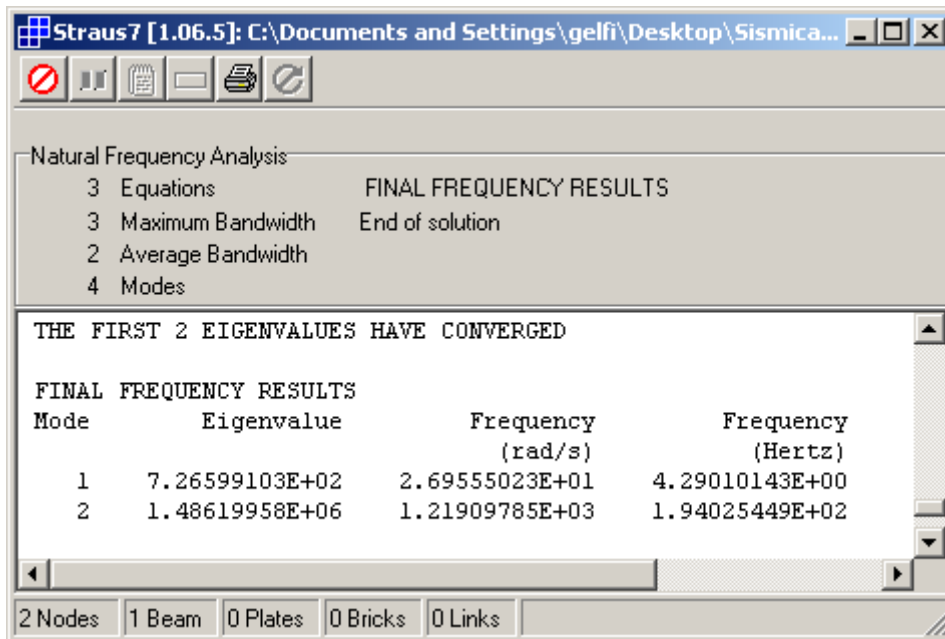 Straus7 [1.06.5]: C:\Documents and Settings\gelfi\Desktop\Sismica...
Natural Frequency Analysis
3 Equations FINAL FREQUENCY RESULTS
3 Maximum Bandwidth End of solution
2 Average Bandwidth
4 Modes
THE FIRST 2 EIGENVALUES HAVE CONVERGED
FINAL FREQUENCY RESULTS
Mode Eigenvalue Frequency Frequency
(rad/s) (Hertz)
1 7.26599103E+02 2.69555023E+01 4.29010143E+00
2 1.48619958E+06 1.21909785E+03 1.94025449E+02
2 Nodes 1 Beam 0 Plates 0 Bricks 0 Links